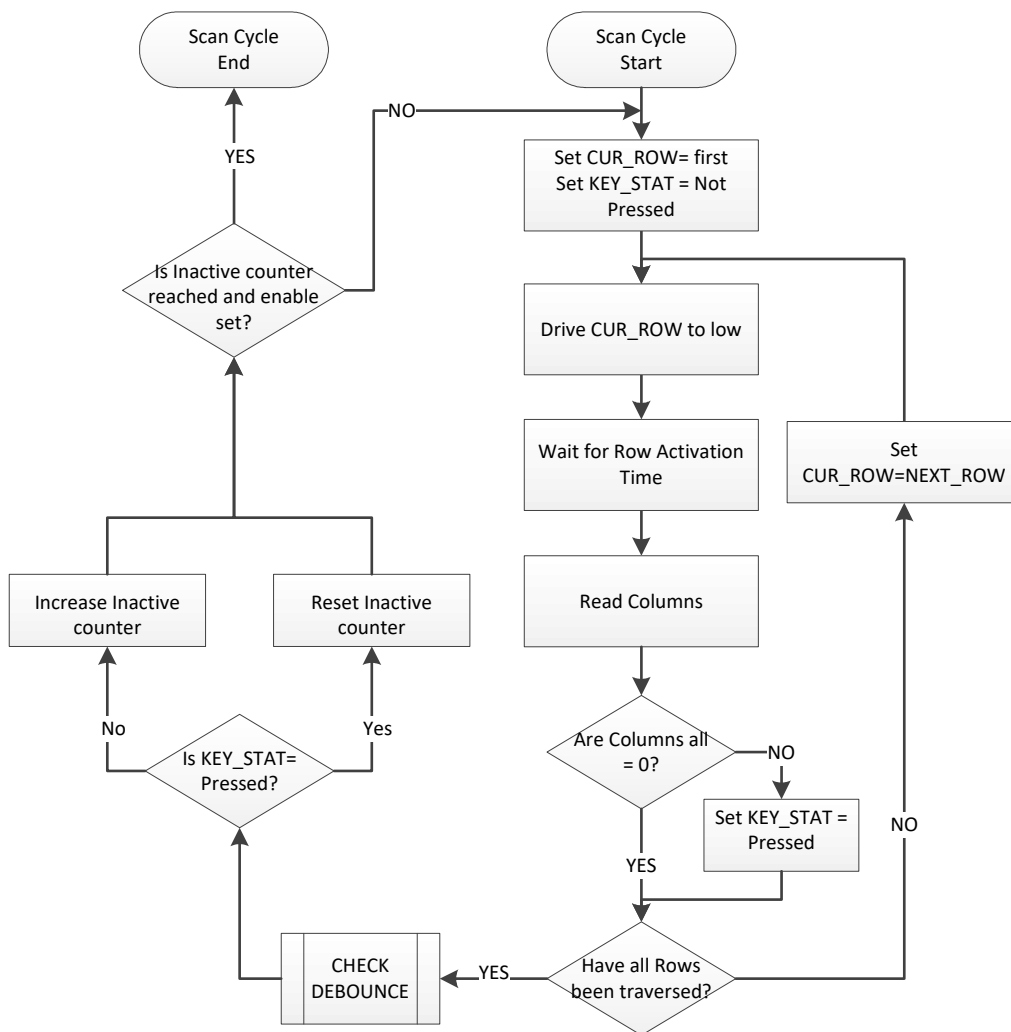 Scan Cycle
End
Scan Cycle
Start
NO
YES
Set CUR_ROW= first
Set KEY_STAT = Not
Pressed
Is Inactive counter
reached and enable
set?
Drive CUR_ROW to low
Wait for Row Activation
Time
Set
CUR_ROW=NEXT_ROW
Increase Inactive
counter
Reset Inactive
counter
Read Columns
No
Yes
Are Columns all
= 0?
NO
Is KEY_STAT=
Pressed?
Set KEY_STAT =
Pressed
NO
YES
CHECK
DEBOUNCE
YES
Have all Rows
been traversed?